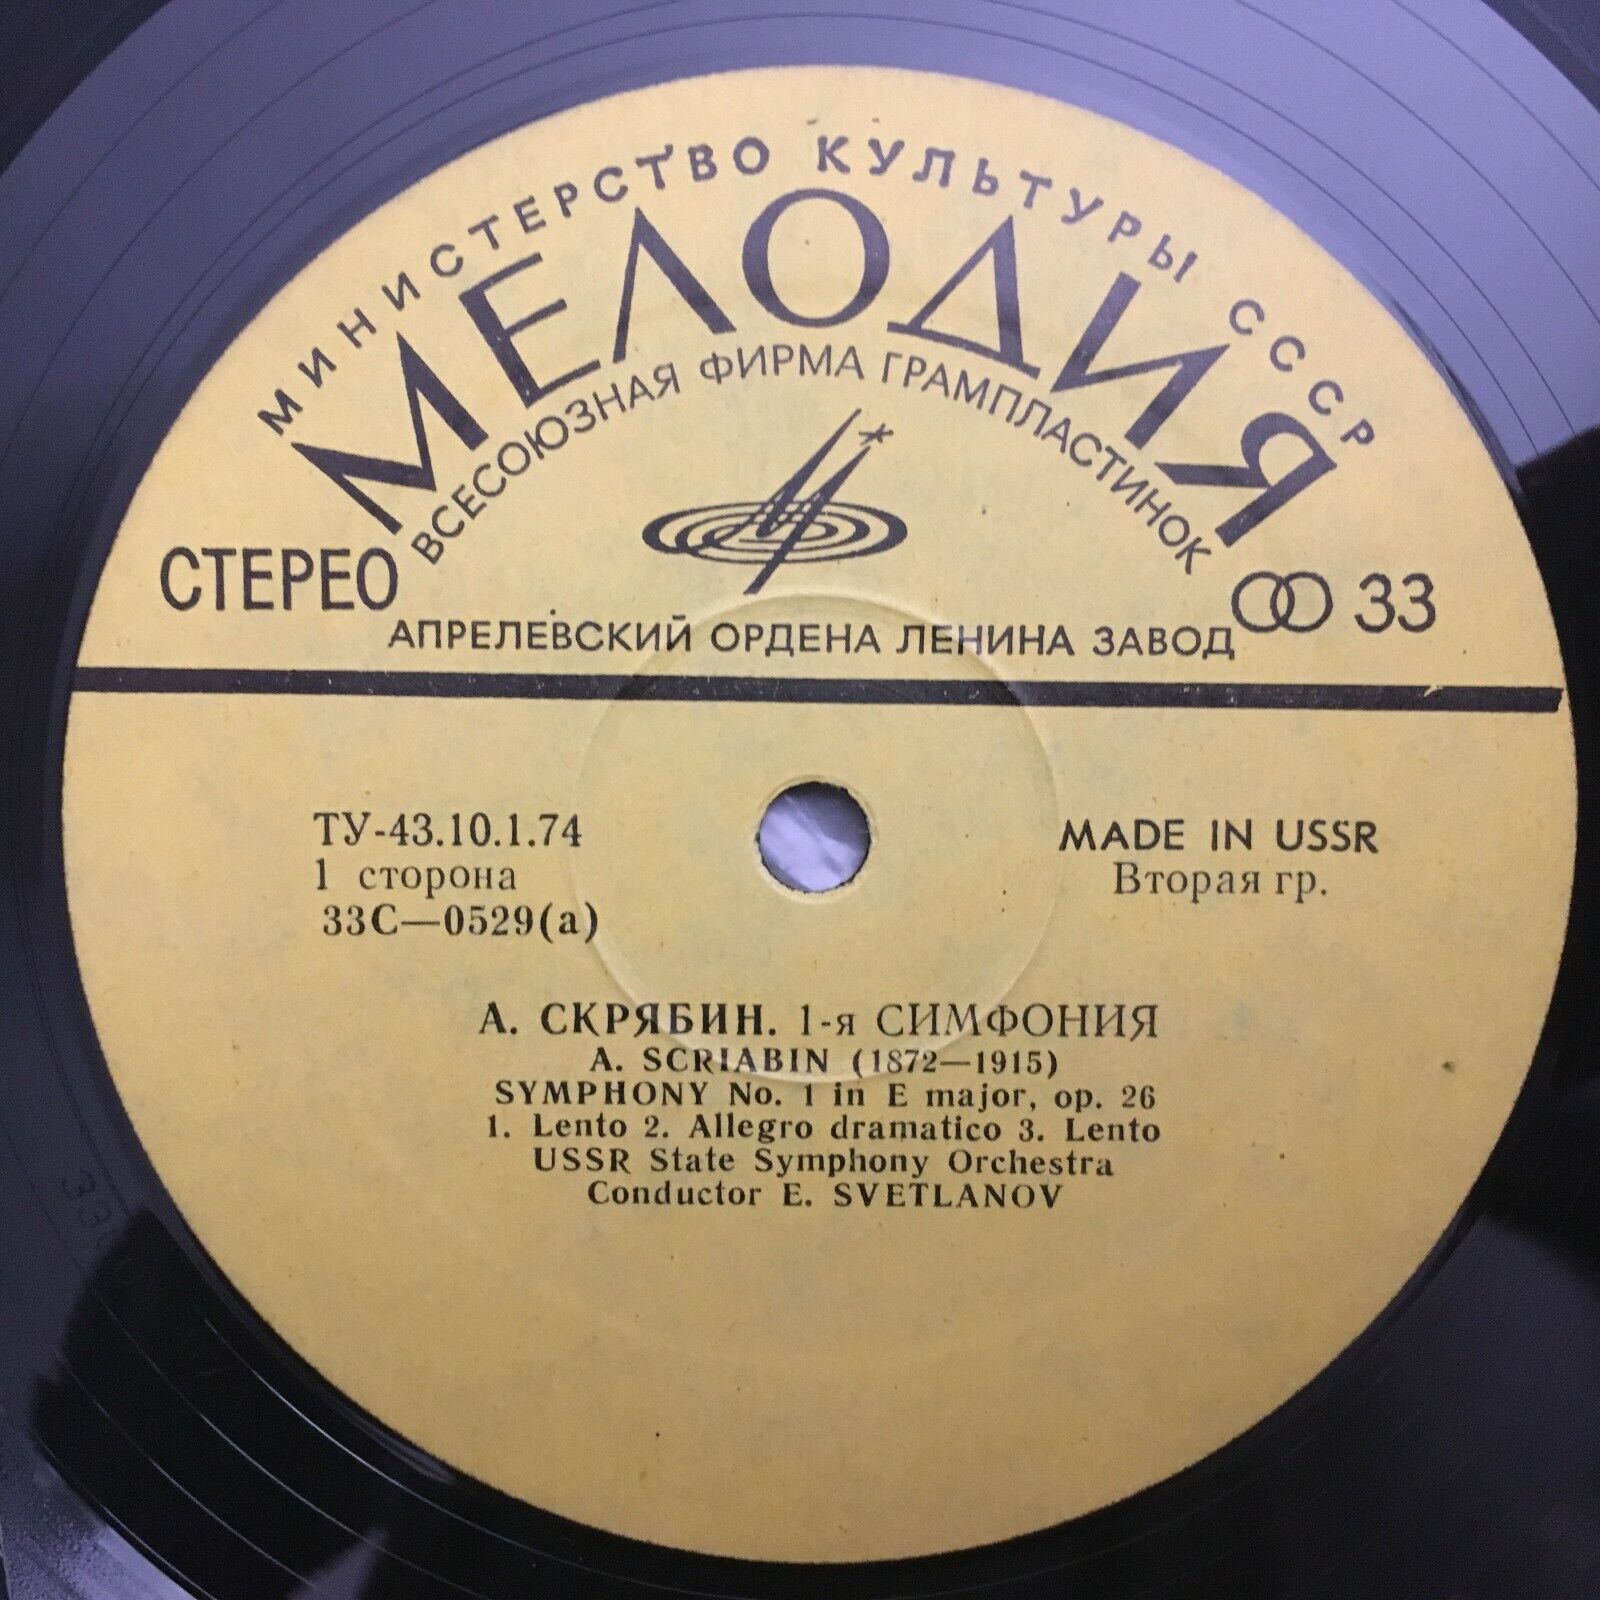 МИНИСТЕРСТВО КУЛЬТУРЫ СССР
МЕЛОДИЯ
ВСЕСОЮЗНАЯ ФИРМА ГРАМПЛАСТИНОК
СТЕРЕО
33
АПРЕЛЕВСКИЙ ОРДЕНА ЛЕНИНА ЗАВОД
ТУ-43.10.1.74
MADE IN USSR
1 сторона
Вторая гр.
33С—0529(а)
А. СКРЯБИН. 1-я СИМФОНИЯ
A. SCRIABIN (1872—1915)
SYMPHONY No. 1 in E major, op. 26
1. Lento 2. Allegro dramatico 3. Lento
USSR State Symphony Orchestra
Conductor E. SVETLANOV